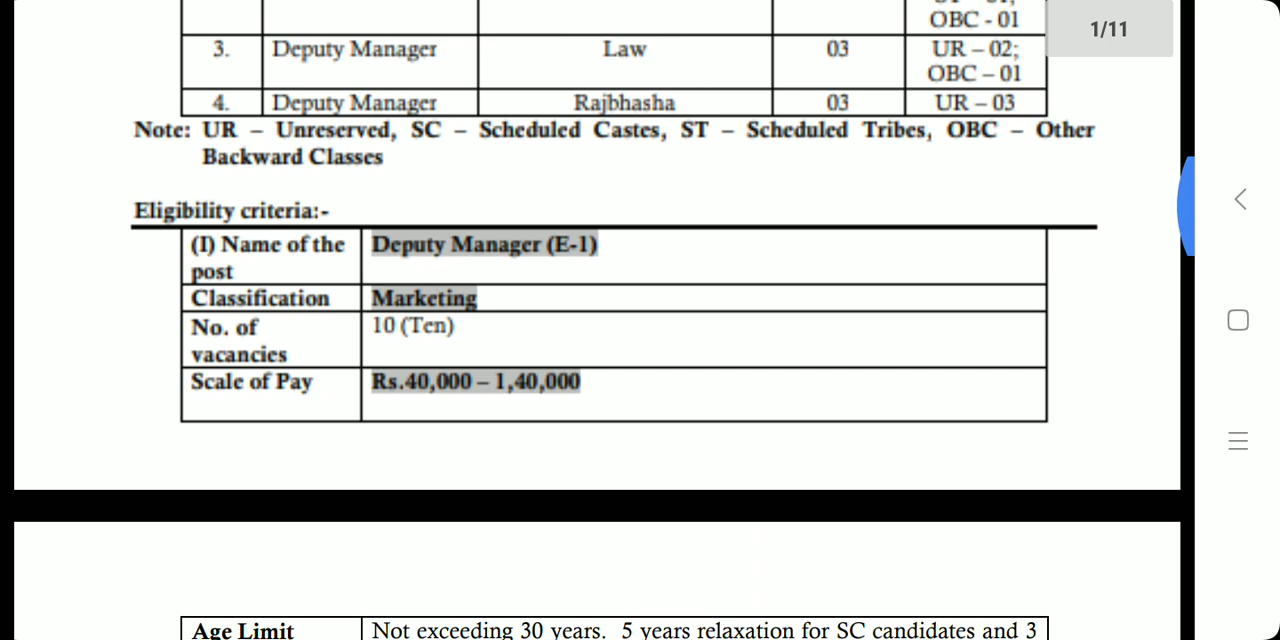 OBC - 01
1/11
3. Deputy Manager Law 03 UR – 02;
OBC – 01
4. Deputy Manager Rajbhasha 03 UR – 03
Note: UR – Unreserved, SC – Scheduled Castes, ST – Scheduled Tribes, OBC – Other
Backward Classes
Eligibility criteria:-
(I) Name of the Deputy Manager (E-1)
post
Classification Marketing
No. of 10 (Ten)
vacancies
Scale of Pay Rs.40,000 – 1,40,000
Age Limit Not exceeding 30 years. 5 years relaxation for SC candidates and 3